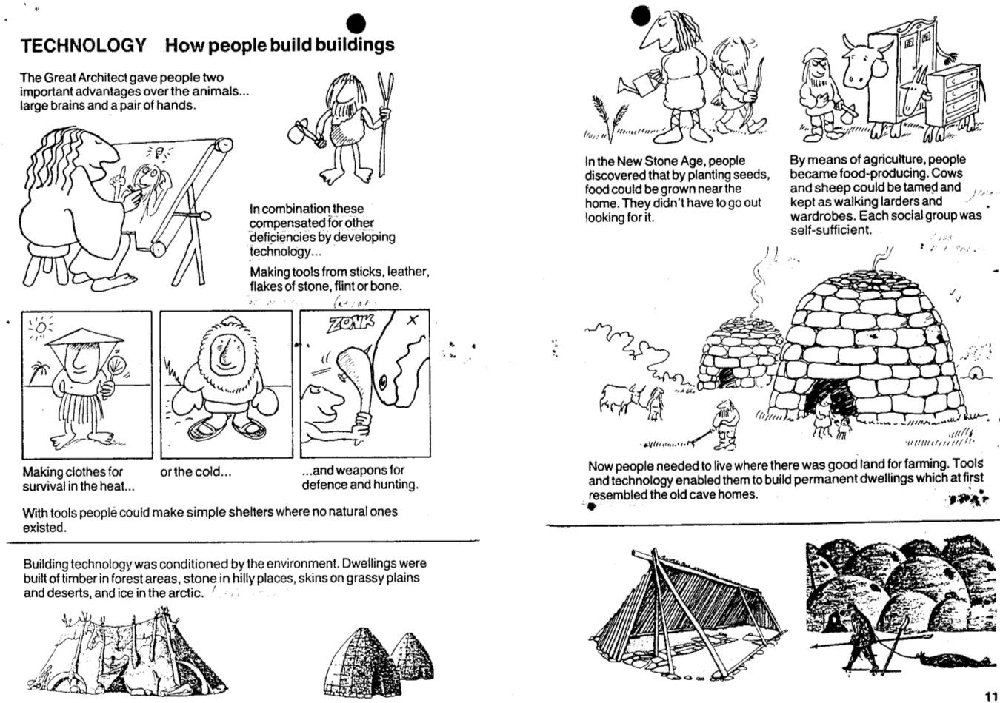 TECHNOLOGY How people build buildings
The Great Architect gave people two
important advantages over the animals...
large brains and a pair of hands.
In combination these
compensated for other
deficiencies by developing
technology...
Making tools from sticks, leather,
flakes of stone, flint or bone.
ZONK
Making clothes for
survival in the heat...
or the cold...
...and weapons for
defence and hunting.
With tools people could make simple shelters where no natural ones
existed.
Building technology was conditioned by the environment. Dwellings were
built of timber in forest areas, stone in hilly places, skins on grassy plains
and deserts, and ice in the arctic.
In the New Stone Age, people
discovered that by planting seeds,
food could be grown near the
home. They didn't have to go out
looking for it.
By means of agriculture, people
became food-producing. Cows
and sheep could be tamed and
kept as walking larders and
wardrobes. Each social group was
self-sufficient.
Now people needed to live where there was good land for farming. Tools
and technology enabled them to build permanent dwellings which at first
resembled the old cave homes.
11